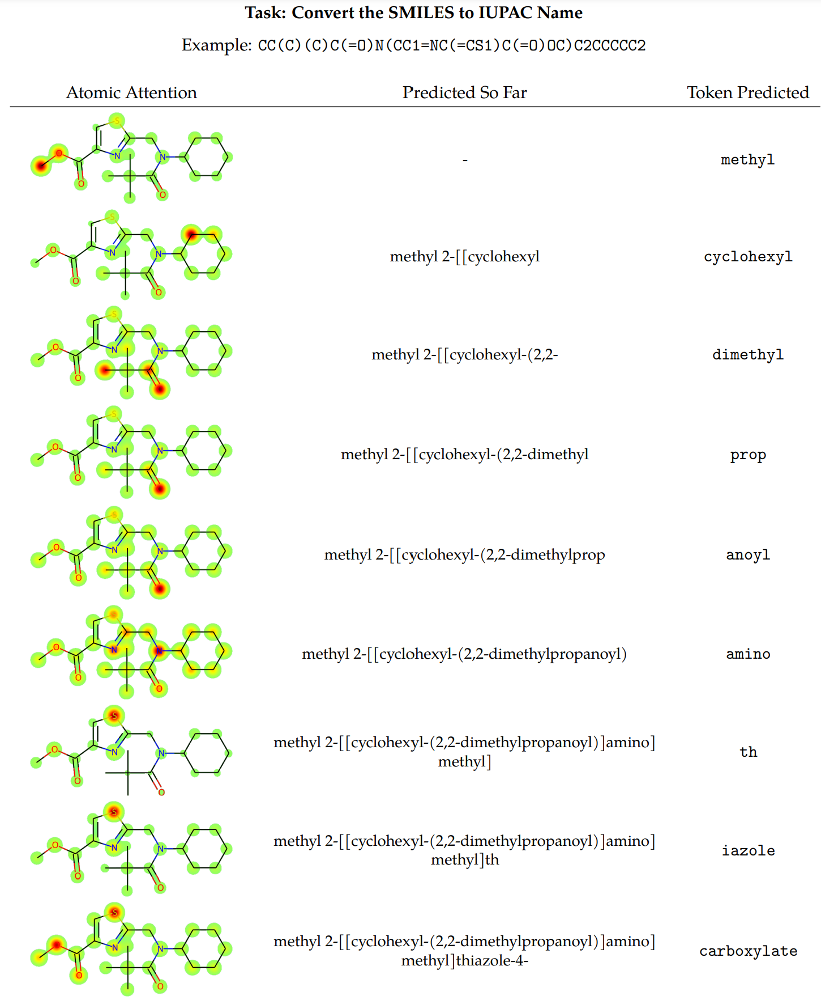 Task: Convert the SMILES to IUPAC Name
Example: CC(C)(C)C(=O)N(CC1=NC(=CS1)C(=O)OC)C2CCCCC2
Atomic Attention Predicted So Far Token Predicted
S
O N N
O O
- methyl
S
O N N
O O
methyl 2-[[cyclohexyl cyclohexyl
S
O N N
O
methyl 2-[[cyclohexyl-(2,2- dimethyl
S
O N N
O
methyl 2-[[cyclohexyl-(2,2-dimethyl prop
S
O N N
O
methyl 2-[[cyclohexyl-(2,2-dimethylprop anoyl
O N N
O O
methyl 2-[[cyclohexyl-(2,2-dimethylpropanoyl) amino
S
O N N
O O
methyl 2-[[cyclohexyl-(2,2-dimethylpropanoyl)]amino]
methyl] th
S
O N N
O O
methyl 2-[[cyclohexyl-(2,2-dimethylpropanoyl)]amino]
methyl]th iazole
S
N N
O O
methyl 2-[[cyclohexyl-(2,2-dimethylpropanoyl)]amino]
methyl]thiazole-4- carboxylate